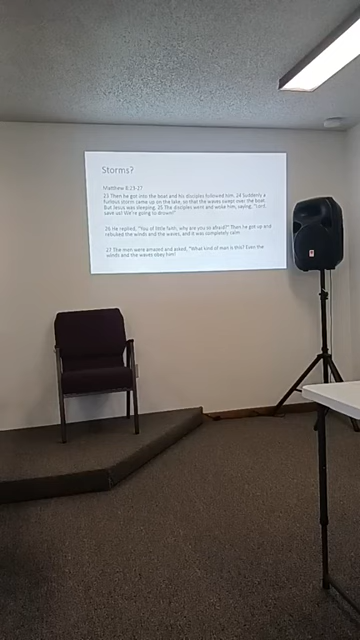 Storms?
Matthew 8:23-27
23 Then he got into the boat and his disciples followed him. 24 Suddenly a
furious storm came up on the lake, so that the waves swept over the boat.
But Jesus was sleeping. 25 The disciples went and woke him, saying, "Lord,
save us! We're going to drown!"
26 He replied, "You of little faith, why are you so afraid?" Then he got up and
rebuked the winds and the waves, and it was completely calm.
27 The men were amazed and asked, "What kind of man is this? Even the
winds and the waves obey him!